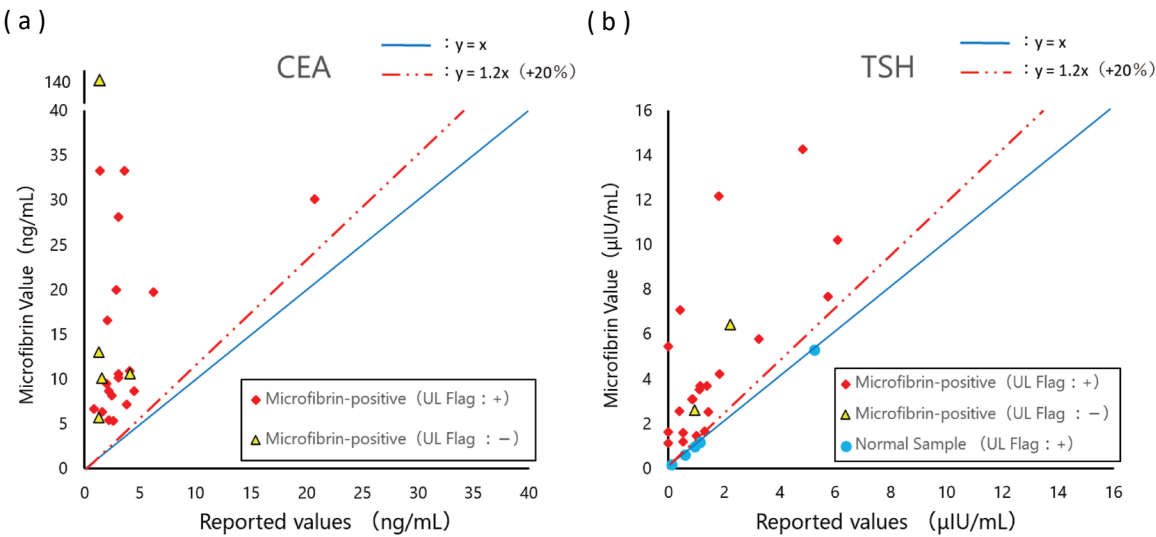 ( a )
: y = x
: y = 1.2x (+20%)
CEA
Microfibrin Value (ng/mL)
140
40
35
30
25
20
15
10
5
0
0 5 10 15 20 25 30 35 40
Reported values (ng/mL)
Microfibrin-positive (UL Flag : +)
Microfibrin-positive (UL Flag : −)
( b )
: y = x
: y = 1.2x (+20%)
TSH
Microfibrin Value (μIU/mL)
16
14
12
10
8
6
4
2
0
0 2 4 6 8 10 12 14 16
Reported values (μIU/mL)
Microfibrin-positive (UL Flag : +)
Microfibrin-positive (UL Flag : −)
Normal Sample (UL Flag : +)